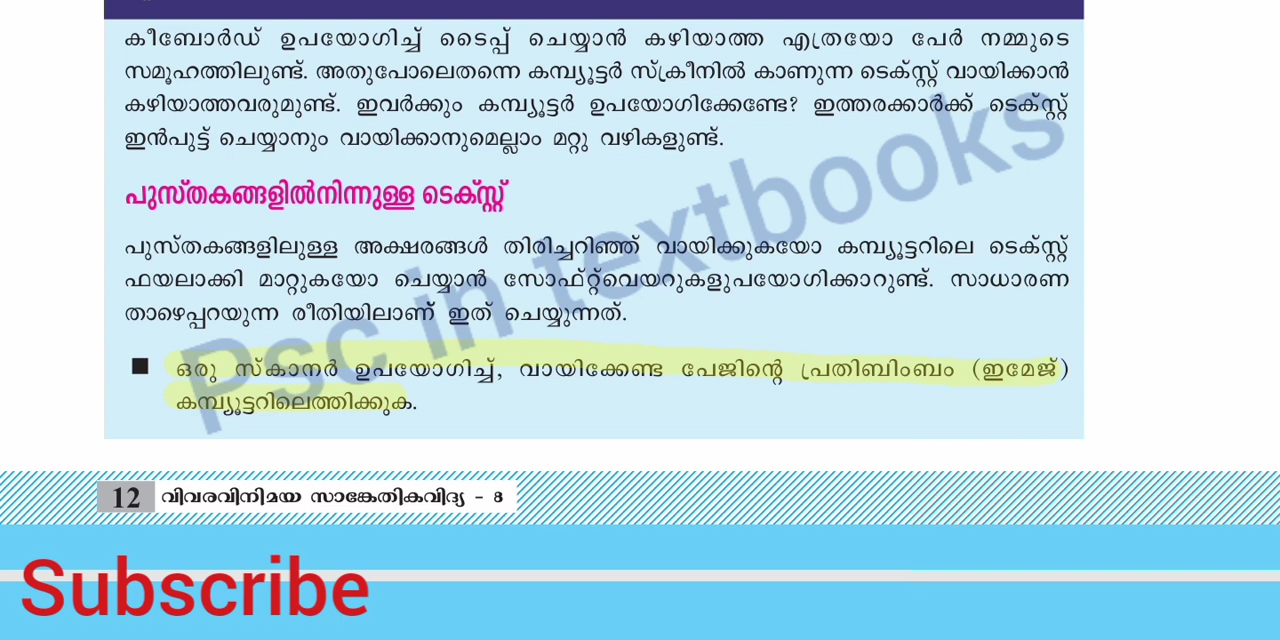 കീബോർഡ് ഉപയോഗിച്ച് ടൈപ്പ് ചെയ്യാൻ കഴിയാത്ത എത്രയോ പേർ നമ്മുടെ
സമൂഹത്തിലുണ്ട്. അതുപോലെതന്നെ കമ്പ്യൂട്ടർ സ്ക്രീനിൽ കാണുന്ന ടെക്സ്റ്റ് വായിക്കാൻ
കഴിയാത്തവരുമുണ്ട്. ഇവർക്കും കമ്പ്യൂട്ടർ ഉപയോഗിക്കേണ്ടേ? ഇത്തരക്കാർക്ക് ടെക്സ്റ്റ്
ഇൻപുട്ട് ചെയ്യാനും വായിക്കാനുമെല്ലാം മറ്റു വഴികളുണ്ട്.
പുസ്തകങ്ങളിൽനിന്നുള്ള ടെക്സ്റ്റ്
പുസ്തകങ്ങളിലുള്ള അക്ഷരങ്ങൾ തിരിച്ചറിഞ്ഞ് വായിക്കുകയോ കമ്പ്യൂട്ടറിലെ ടെക്സ്റ്റ്
ഫയലാക്കി മാറ്റുകയോ ചെയ്യാൻ സോഫ്റ്റ്‌വെയറുകളുപയോഗിക്കാറുണ്ട്. സാധാരണ
താഴെപ്പറയുന്ന രീതിയിലാണ് ഇത് ചെയ്യുന്നത്.
■ ഒരു സ്കാനർ ഉപയോഗിച്ച്, വായിക്കേണ്ട പേജിന്റെ പ്രതിബിംബം (ഇമേജ്)
കമ്പ്യൂട്ടറിലെത്തിക്കുക.
Psc in textbooks
12 വിവരവിനിമയ സാങ്കേതികവിദ്യ - 8
Subscribe